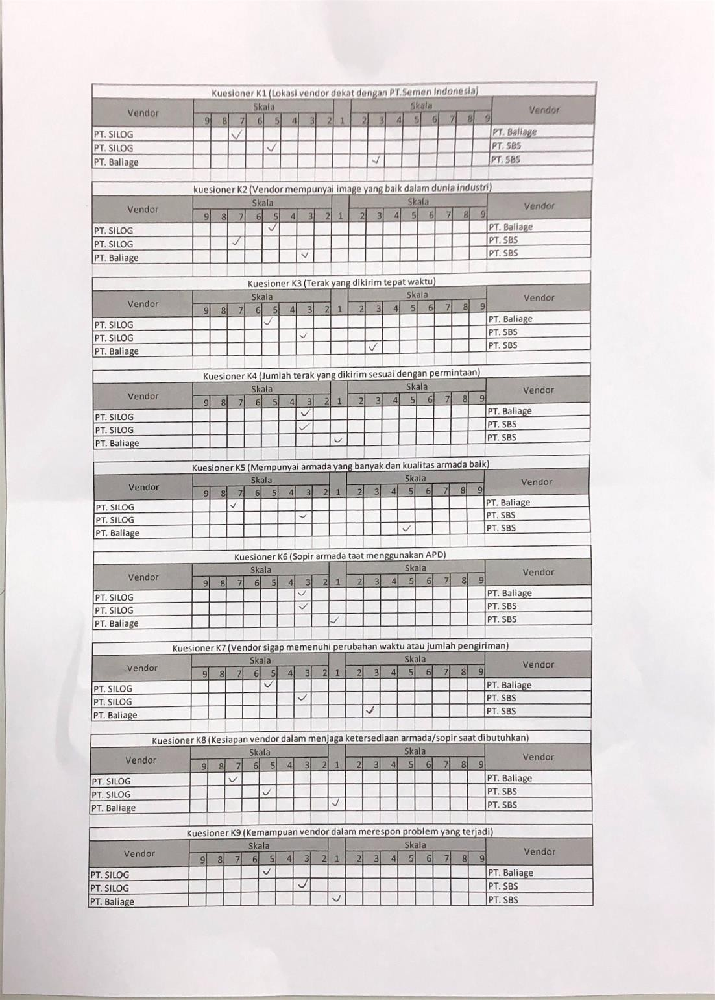 Kuesioner K1 (Lokasi vendor dekat dengan PT.Semen Indonesia)
Vendor Skala Skala Vendor
9 8 7 6 5 4 3 2 1 2 3 4 5 6 7 8 9
PT. SILOG ✓ PT. Baliage
PT. SILOG ✓ PT. SBS
PT. Baliage ✓ PT. SBS
kuesioner K2 (Vendor mempunyai image yang baik dalam dunia industri)
Vendor Skala Skala Vendor
9 8 7 6 5 4 3 2 1 2 3 4 5 6 7 8 9
PT. SILOG ✓ PT. Baliage
PT. SILOG ✓ PT. SBS
PT. Baliage ✓ PT. SBS
Kuesioner K3 (Terak yang dikirim tepat waktu)
Vendor Skala Skala Vendor
9 8 7 6 5 4 3 2 1 2 3 4 5 6 7 8 9
PT. SILOG ✓ PT. Baliage
PT. SILOG ✓ PT. SBS
PT. Baliage ✓ PT. SBS
Kuesioner K4 (Jumlah terak yang dikirim sesuai dengan permintaan)
Vendor Skala Skala Vendor
9 8 7 6 5 4 3 2 1 2 3 4 5 6 7 8 9
PT. SILOG ✓ PT. Baliage
PT. SILOG ✓ PT. SBS
PT. Baliage ✓ PT. SBS
Kuesioner K5 (Mempunyai armada yang banyak dan kualitas armada baik)
Vendor Skala Skala Vendor
9 8 7 6 5 4 3 2 1 2 3 4 5 6 7 8 9
PT. SILOG ✓ PT. Baliage
PT. SILOG ✓ PT. SBS
PT. Baliage ✓ PT. SBS
Kuesioner K6 (Sopir armada taat menggunakan APD)
Vendor Skala Skala Vendor
9 8 7 6 5 4 3 2 1 2 3 4 5 6 7 8 9
PT. SILOG ✓ PT. Baliage
PT. SILOG ✓ PT. SBS
PT. Baliage ✓ PT. SBS
Kuesioner K7 (Vendor sigap memenuhi perubahan waktu atau jumlah pengiriman)
Vendor Skala Skala Vendor
9 8 7 6 5 4 3 2 1 2 3 4 5 6 7 8 9
PT. SILOG ✓ PT. Baliage
PT. SILOG ✓ PT. SBS
PT. Baliage ✓ PT. SBS
Kuesioner K8 (Kesiapan vendor dalam menjaga ketersediaan armada/sopir saat dibutuhkan)
Vendor Skala Skala Vendor
9 8 7 6 5 4 3 2 1 2 3 4 5 6 7 8 9
PT. SILOG ✓ PT. Baliage
PT. SILOG ✓ PT. SBS
PT. Baliage ✓ PT. SBS
Kuesioner K9 (Kemampuan vendor dalam merespon problem yang terjadi)
Vendor Skala Skala Vendor
9 8 7 6 5 4 3 2 1 2 3 4 5 6 7 8 9
PT. SILOG ✓ PT. Baliage
PT. SILOG ✓ PT. SBS
PT. Baliage ✓ PT. SBS